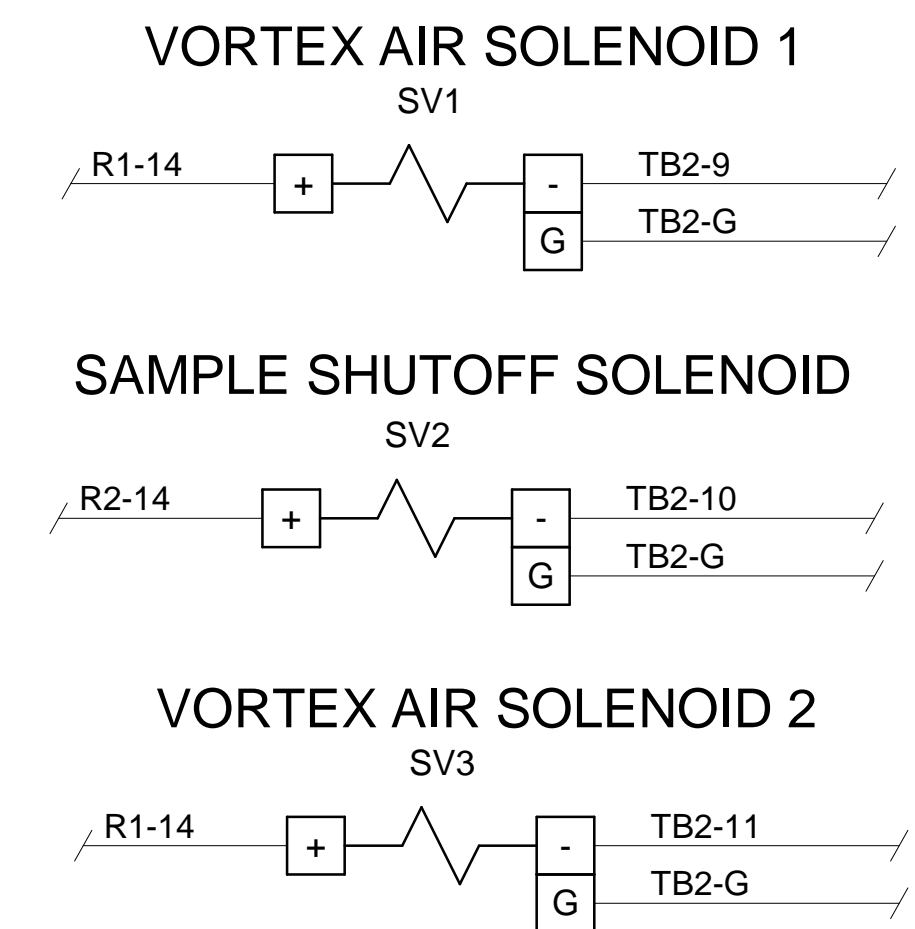 VORTEX AIR SOLENOID 1
SV1
R1-14 + - TB2-9
G TB2-G
SAMPLE SHUTOFF SOLENOID
SV2
R2-14 + - TB2-10
G TB2-G
VORTEX AIR SOLENOID 2
SV3
R1-14 + - TB2-11
G TB2-G